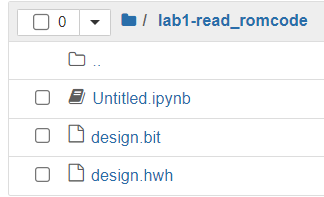 0 / lab1-read_romcode
..
Untitled.ipynb
design.bit
design.hwh